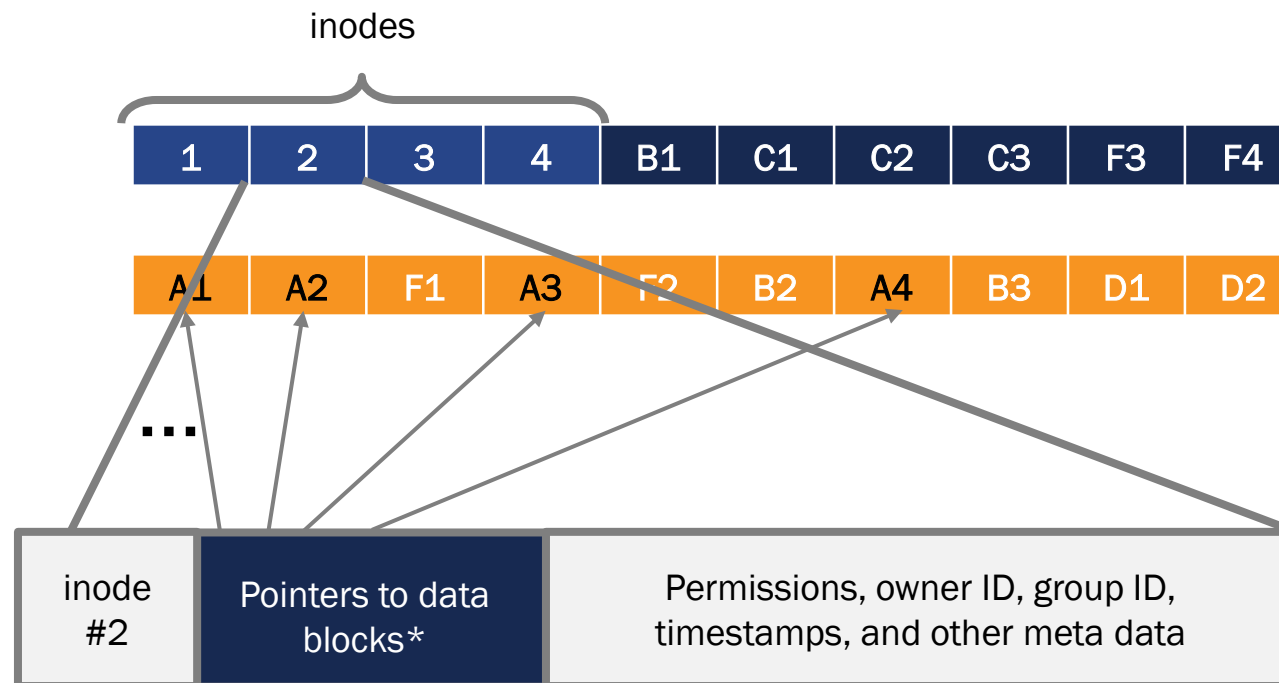 inodes
1 2 3 4 B1 C1 C2 C3 F3 F4
A1 A2 F1 A3 F2 B2 A4 B3 D1 D2
...
inode
#2
Pointers to data
blocks*
Permissions, owner ID, group ID,
timestamps, and other meta data